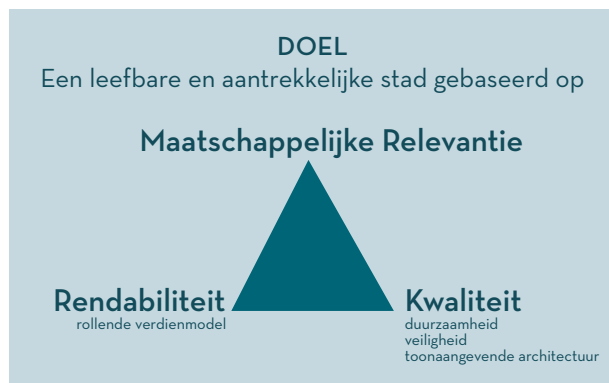 DOEL
Een leefbare en aantrekkelijke stad gebaseerd op
Maatschappelijke Relevantie
Rendabiliteit
rollende verdienmodel
Kwaliteit
duurzaamheid
veiligheid
toonaangevende architectuur